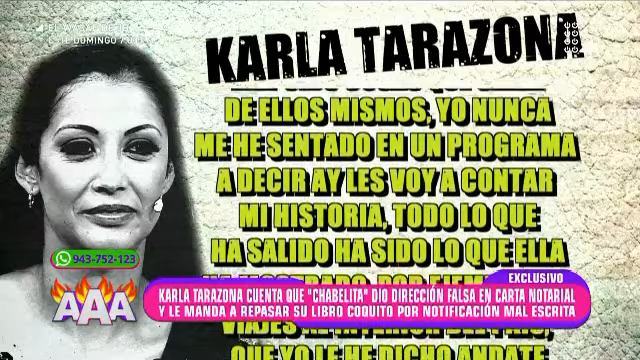 KARLA TARAZONA
DE ELLOS MISMOS, YO NUNCA
ME HE SENTADO EN UN PROGRAMA
A DECIR AY LES VOY A CONTAR
MI HISTORIA, TODO LO QUE
HA SALIDO HA SIDO LO QUE ELLA
943-752-123
EXCLUSIVO
AAA
KARLA TARAZONA CUENTA QUE "CHABELITA" DIO DIRECCIÓN FALSA EN CARTA NOTARIAL
Y LE MANDA A REPASAR SU LIBRO COQUITO POR NOTIFICACIÓN MAL ESCRITA
QUE YO LE HE DICHO ANDATE